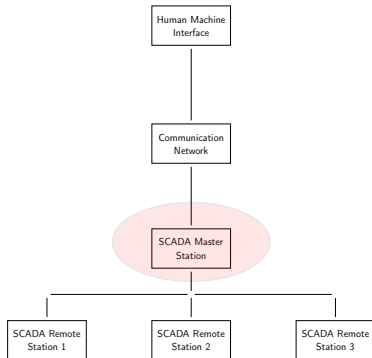 Human Machine
Interface
Communication
Network
SCADA Master
Station
SCADA Remote
Station 1
SCADA Remote
Station 2
SCADA Remote
Station 3